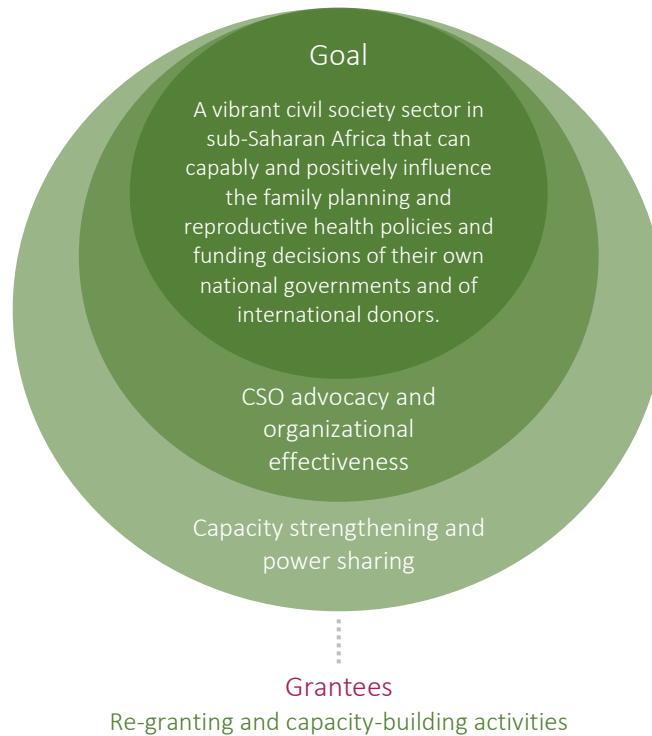 Goal
A vibrant civil society sector in
sub-Saharan Africa that can
capably and positively influence
the family planning and
reproductive health policies and
funding decisions of their own
national governments and of
international donors.
CSO advocacy and
organizational
effectiveness
Capacity strengthening and
power sharing
Grantees
Re-granting and capacity-building activities